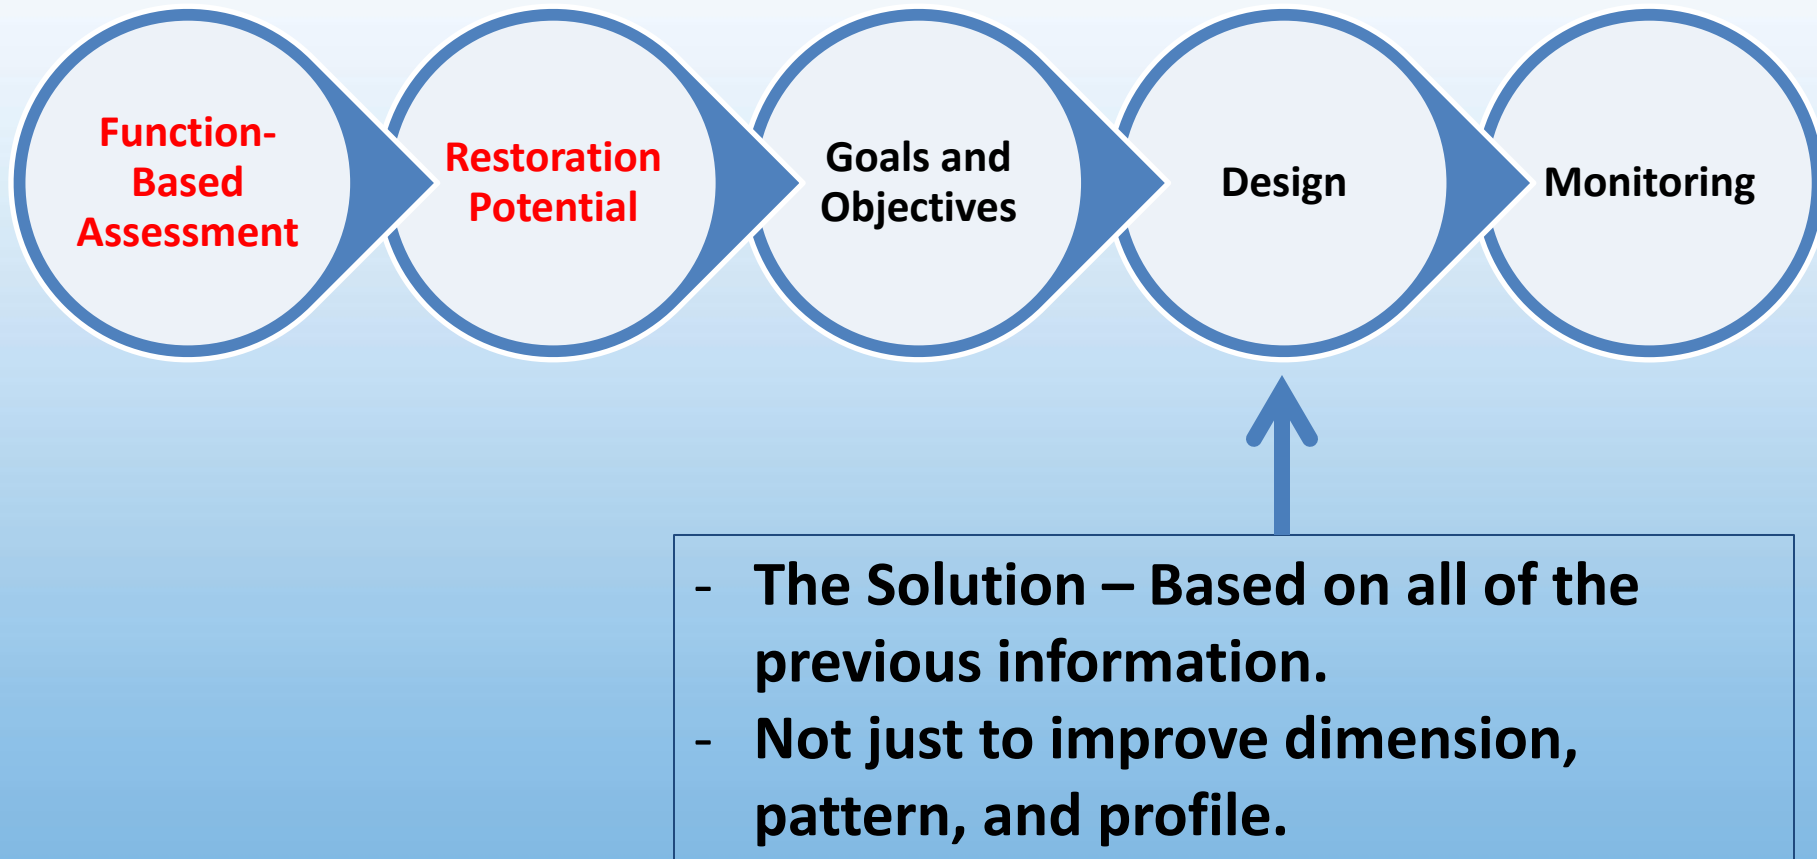 Function-
Based
Assessment
Restoration
Potential
Goals and
Objectives
Design
Monitoring
- The Solution – Based on all of the
previous information.
- Not just to improve dimension,
pattern, and profile.